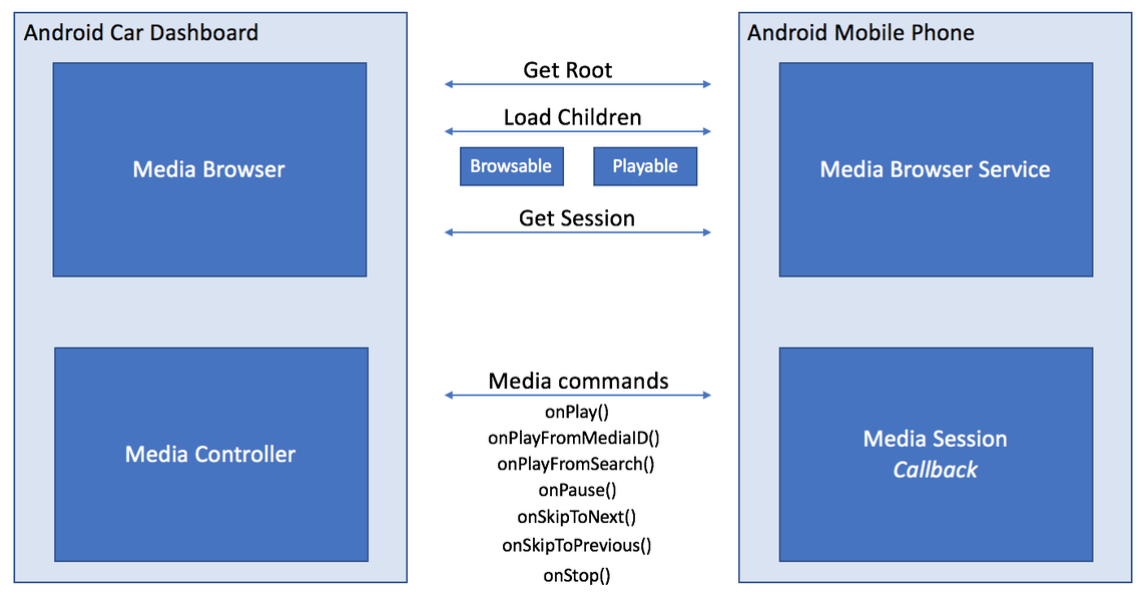 Android Car Dashboard
Media Browser
Media Controller
Get Root
Load Children
Browsable
Playable
Get Session
Media commands
onPlay()
onPlayFromMediaID()
onPlayFromSearch()
onPause()
onSkipToNext()
onSkipToPrevious()
onStop()
Android Mobile Phone
Media Browser Service
Media Session
Callback